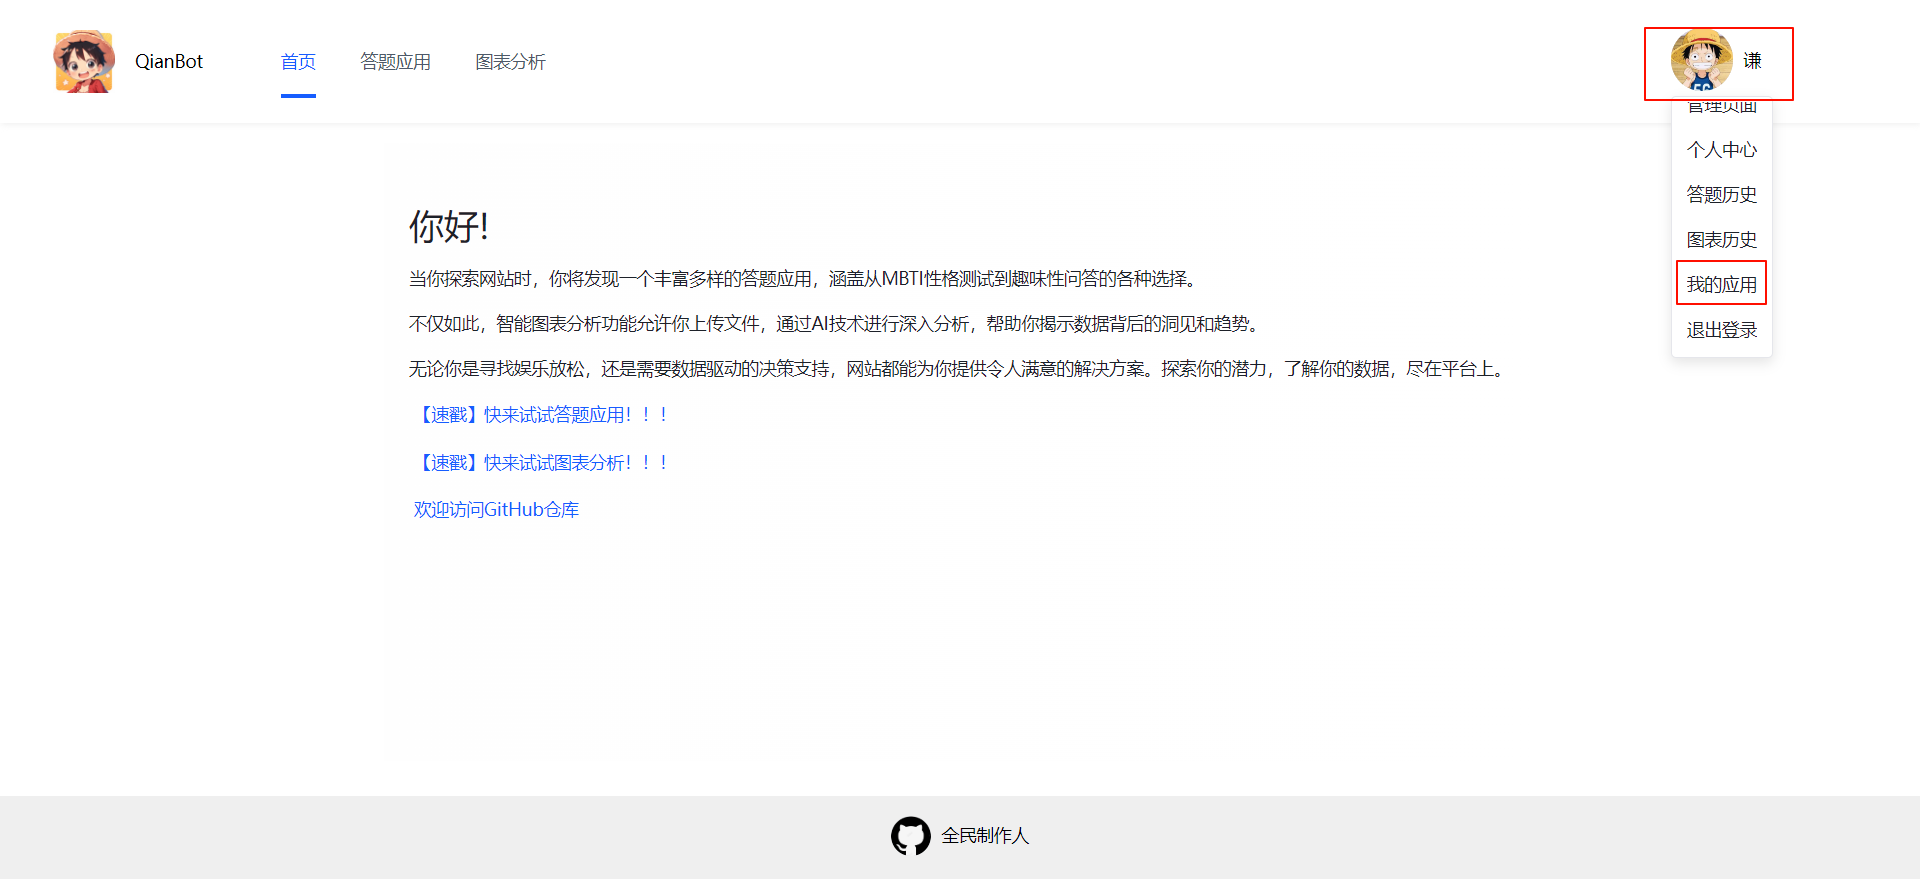 QianBot
首页
答题应用
图表分析
谦
管理页面
个人中心
答题历史
图表历史
我的应用
退出登录
你好!
当你探索网站时，你将发现一个丰富多样的答题应用，涵盖从MBTI性格测试到趣味性问答的各种选择。
不仅如此，智能图表分析功能允许你上传文件，通过AI技术进行深入分析，帮助你揭示数据背后的洞见和趋势。
无论你是寻找娱乐放松，还是需要数据驱动的决策支持，网站都能为你提供令人满意的解决方案。探索你的潜力，了解你的数据，尽在平台上。
【速戳】快来试试答题应用！！！
【速戳】快来试试图表分析！！！
欢迎访问GitHub仓库
全民制作人